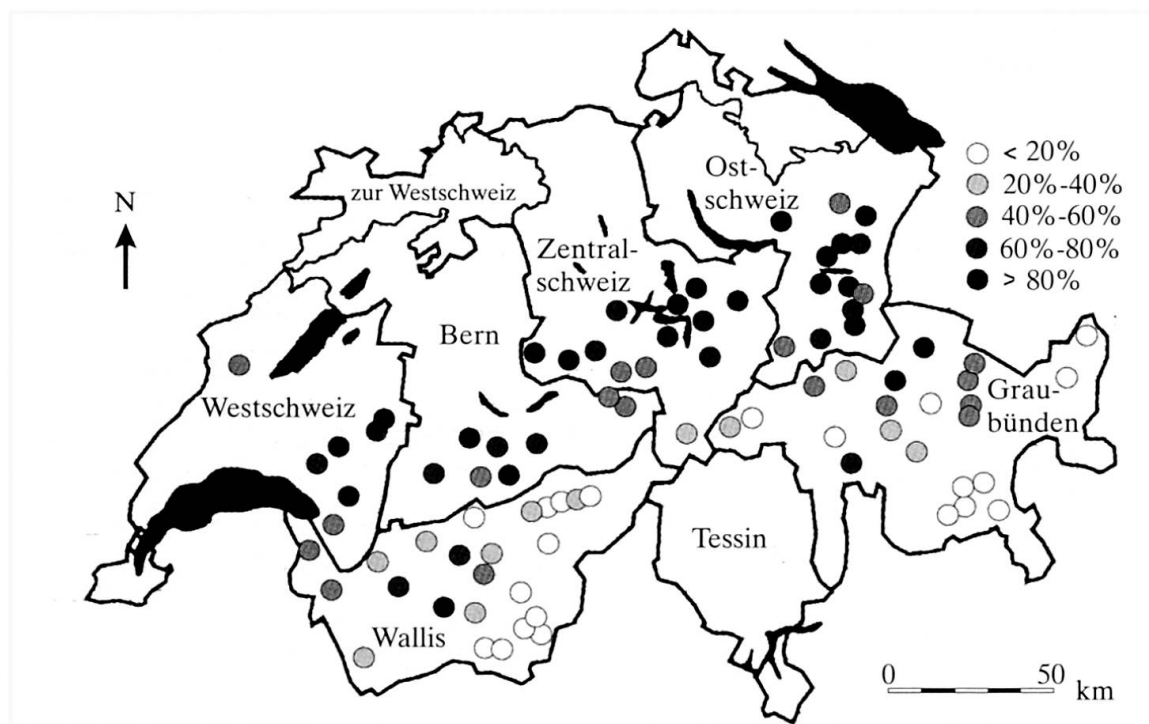 N
zur Westschweiz
Ost-
schweiz
Zentral-
schweiz
Bern
Westschweiz
Grau-
bünden
Tessin
Wallis
< 20%
20%-40%
40%-60%
60%-80%
> 80%
0 50
km